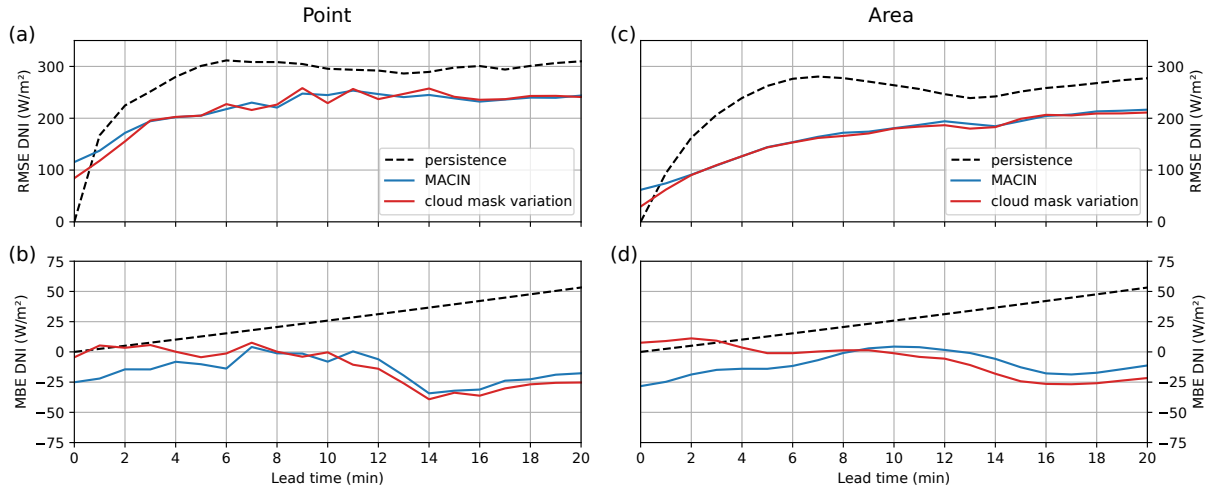 Point
Area
(a)
RMSE DNI (W/m²)
300
200
100
0
persistence
MACIN
cloud mask variation
(c)
RMSE DNI (W/m²)
300
200
100
0
persistence
MACIN
cloud mask variation
(b)
MBE DNI (W/m²)
75
50
25
0
−25
−50
−75
0 2 4 6 8 10 12 14 16 18 20
Lead time (min)
(d)
MBE DNI (W/m²)
75
50
25
0
−25
−50
−75
0 2 4 6 8 10 12 14 16 18 20
Lead time (min)